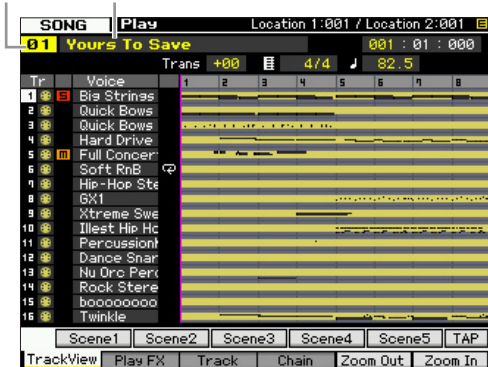 SONG Play Location 1:001 / Location 2:001 E
01 Yours To Save 001 : 01 : 000
Trans +00 4/4 82.5
Tr Voice 1 2 3 4 5 6 7 8
1 S Big Strings
2 Quick Bows
3 Quick Bows
4 Hard Drive
5 m Full Concer
6 Soft RnB
7 Hip-Hop Ste
8 GX1
9 Xtreme Swe
10 Illest Hip Ho
11 Percussion
12 Dance Snar
13 Nu Orc Perc
14 Rock Stere
15 booooooooo
16 Twinkle
Scene1 Scene2 Scene3 Scene4 Scene5 TAP
TrackView Play FX Track Chain Zoom Out Zoom In